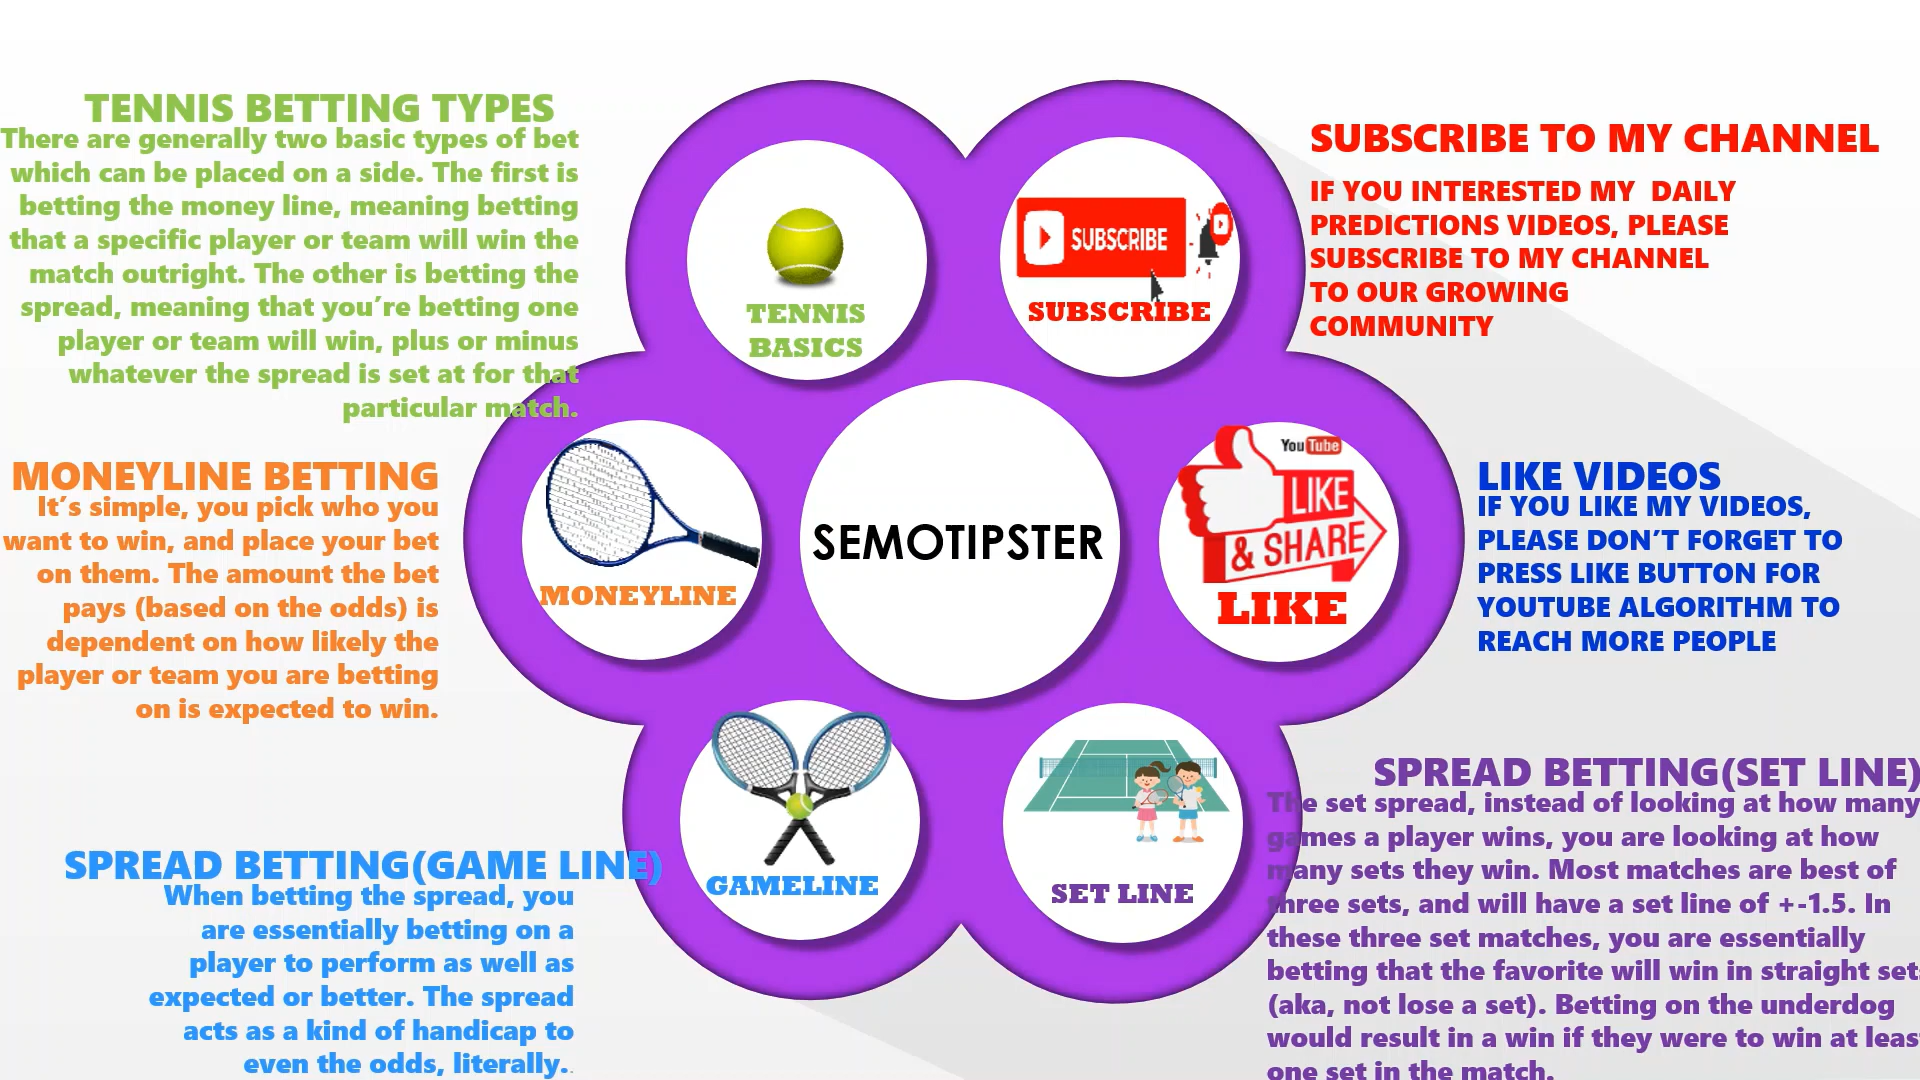 TENNIS BETTING TYPES
There are generally two basic types of bet
which can be placed on a side. The first is
betting the money line, meaning betting
that a specific player or team will win the
match outright. The other is betting the
spread, meaning that you’re betting one
player or team will win, plus or minus
whatever the spread is set at for that
particular match.
MONEYLINE BETTING
It’s simple, you pick who you
want to win, and place your bet
on them. The amount the bet
pays (based on the odds) is
dependent on how likely the
player or team you are betting
on is expected to win.
SPREAD BETTING(GAME LINE)
When betting the spread, you
are essentially betting on a
player to perform as well as
expected or better. The spread
acts as a kind of handicap to
even the odds, literally..
TENNIS
BASICS
SUBSCRIBE
SUBSCRIBE
MONEYLINE
SEMOTIPSTER
YouTube
LIKE
& SHARE
LIKE
GAMELINE
SET LINE
SUBSCRIBE TO MY CHANNEL
IF YOU INTERESTED MY DAILY
PREDICTIONS VIDEOS, PLEASE
SUBSCRIBE TO MY CHANNEL
TO OUR GROWING
COMMUNITY
LIKE VIDEOS
IF YOU LIKE MY VIDEOS,
PLEASE DON’T FORGET TO
PRESS LIKE BUTTON FOR
YOUTUBE ALGORITHM TO
REACH MORE PEOPLE
SPREAD BETTING(SET LINE)
The set spread, instead of looking at how many
games a player wins, you are looking at how
many sets they win. Most matches are best of
three sets, and will have a set line of +-1.5. In
these three set matches, you are essentially
betting that the favorite will win in straight sets
(aka, not lose a set). Betting on the underdog
would result in a win if they were to win at least
one set in the match.